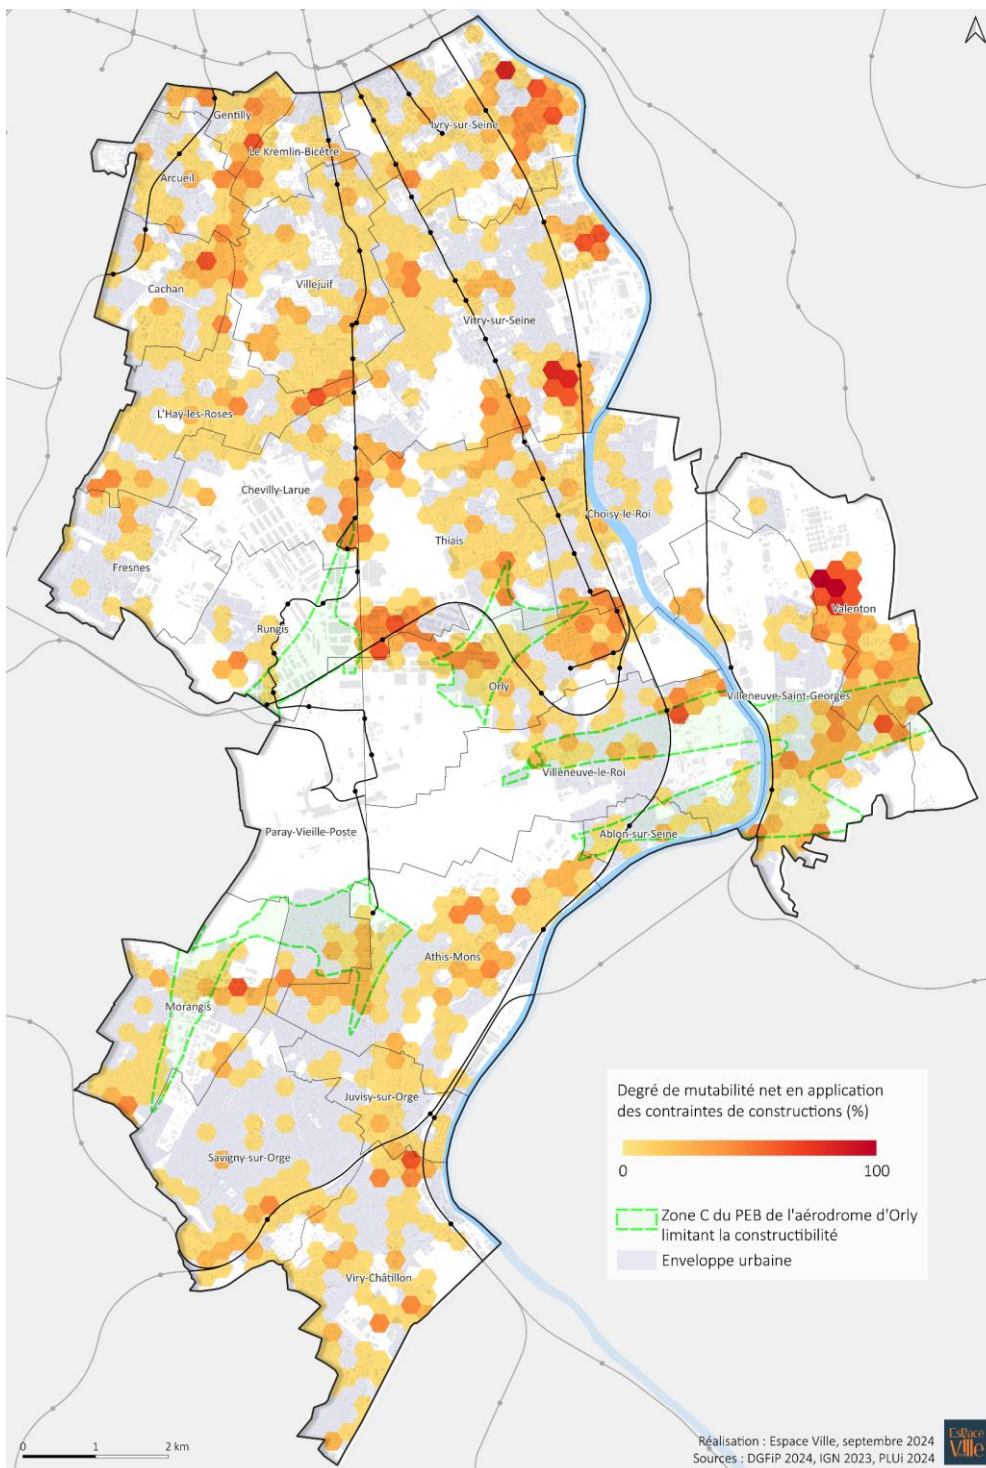 Gentilly
Ivry-sur-Seine
Le Kremlin-Bicêtre
Arcueil
Cachan
Villejuif
Vitry-sur-Seine
L'Haÿ-les-Roses
Chevilly-Larue
Choisy-le-Roi
Thiais
Fresnes
Valenton
Rungis
Orly
Villeneuve-Saint-Georges
Villeneuve-le-Roi
Paray-Vieille-Poste
Ablon-sur-Seine
Athis-Mons
Morangis
Juvisy-sur-Orge
Savigny-sur-Orge
Viry-Châtillon
Degré de mutabilité net en application
des contraintes de constructions (%)
0 100
Zone C du PEB de l'aérodrome d'Orly
limitant la constructibilité
Enveloppe urbaine
0 1 2 km
Réalisation : Espace Ville, septembre 2024
Sources : DGFiP 2024, IGN 2023, PLUi 2024
Espace
Ville